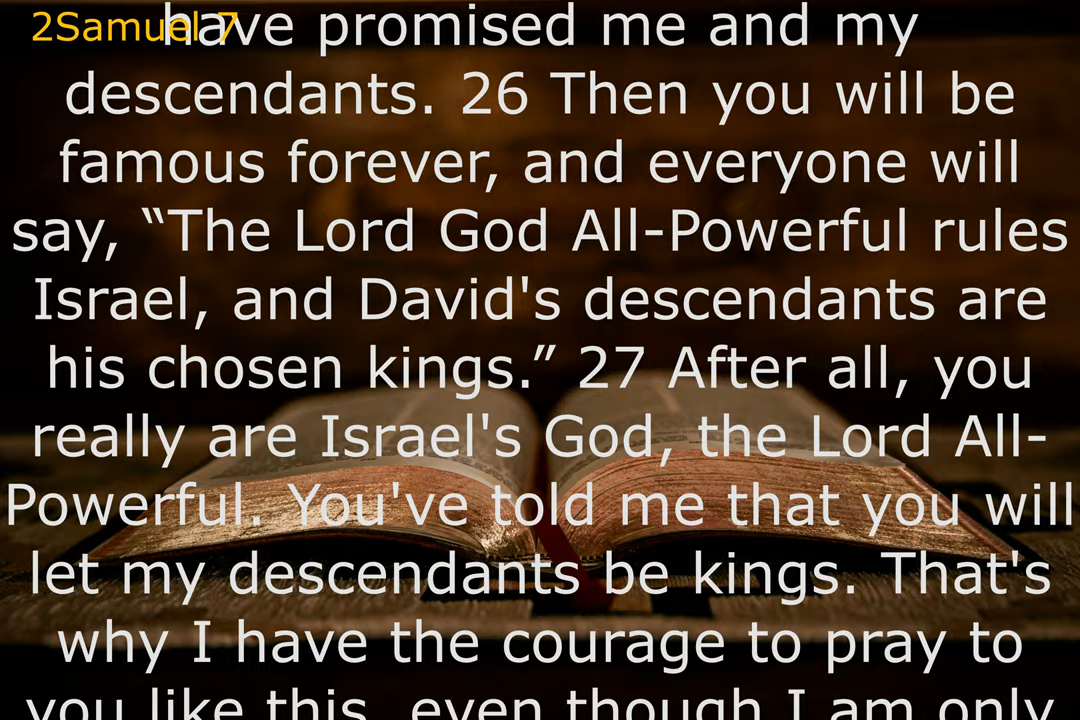 2Samuel 7
have promised me and my
descendants. 26 Then you will be
famous forever, and everyone will
say, “The Lord God All-Powerful rules
Israel, and David's descendants are
his chosen kings.” 27 After all, you
really are Israel's God, the Lord All-
Powerful. You've told me that you will
let my descendants be kings. That's
why I have the courage to pray to
you like this, even though I am only